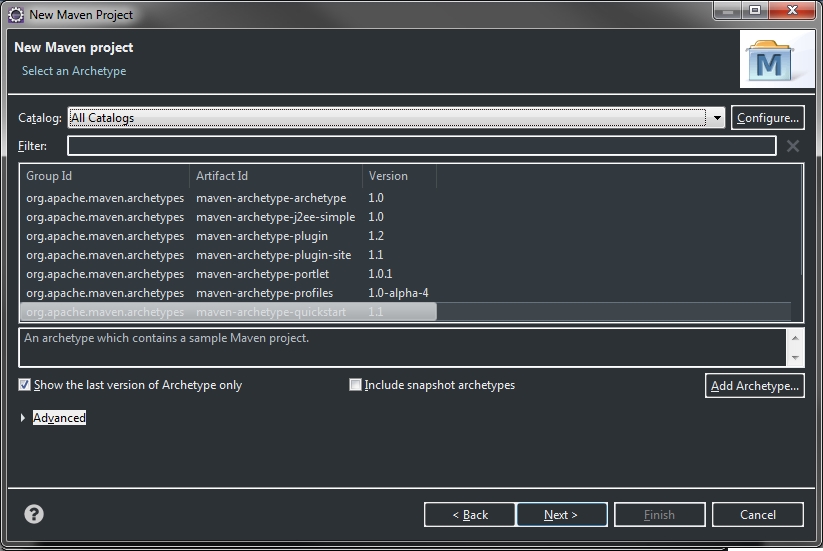 New Maven Project
New Maven project
Select an Archetype
M
Catalog: All Catalogs Configure...
Filter:
Group Id Artifact Id Version
org.apache.maven.archetypes maven-archetype-archetype 1.0
org.apache.maven.archetypes maven-archetype-j2ee-simple 1.0
org.apache.maven.archetypes maven-archetype-plugin 1.2
org.apache.maven.archetypes maven-archetype-plugin-site 1.1
org.apache.maven.archetypes maven-archetype-portlet 1.0.1
org.apache.maven.archetypes maven-archetype-profiles 1.0-alpha-4
org.apache.maven.archetypes maven-archetype-quickstart 1.1
An archetype which contains a sample Maven project.
Show the last version of Archetype only Include snapshot archetypes Add Archetype...
Advanced
? < Back Next > Finish Cancel